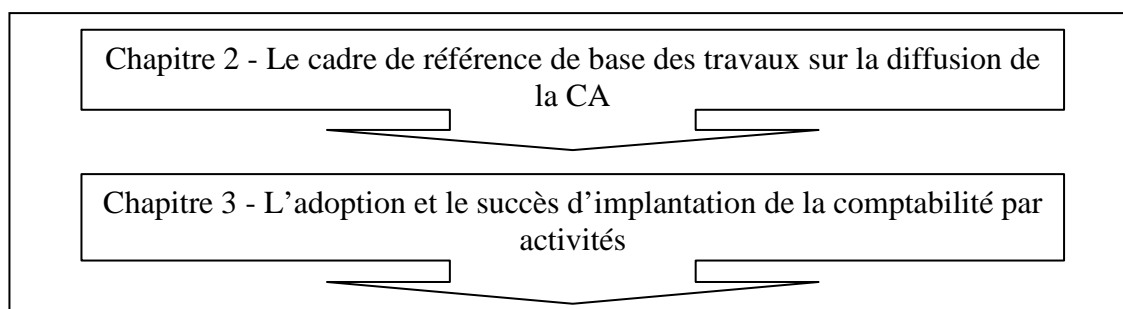 Chapitre 2 - Le cadre de référence de base des travaux sur la diffusion de
la CA
Chapitre 3 - L’adoption et le succès d’implantation de la comptabilité par
activités